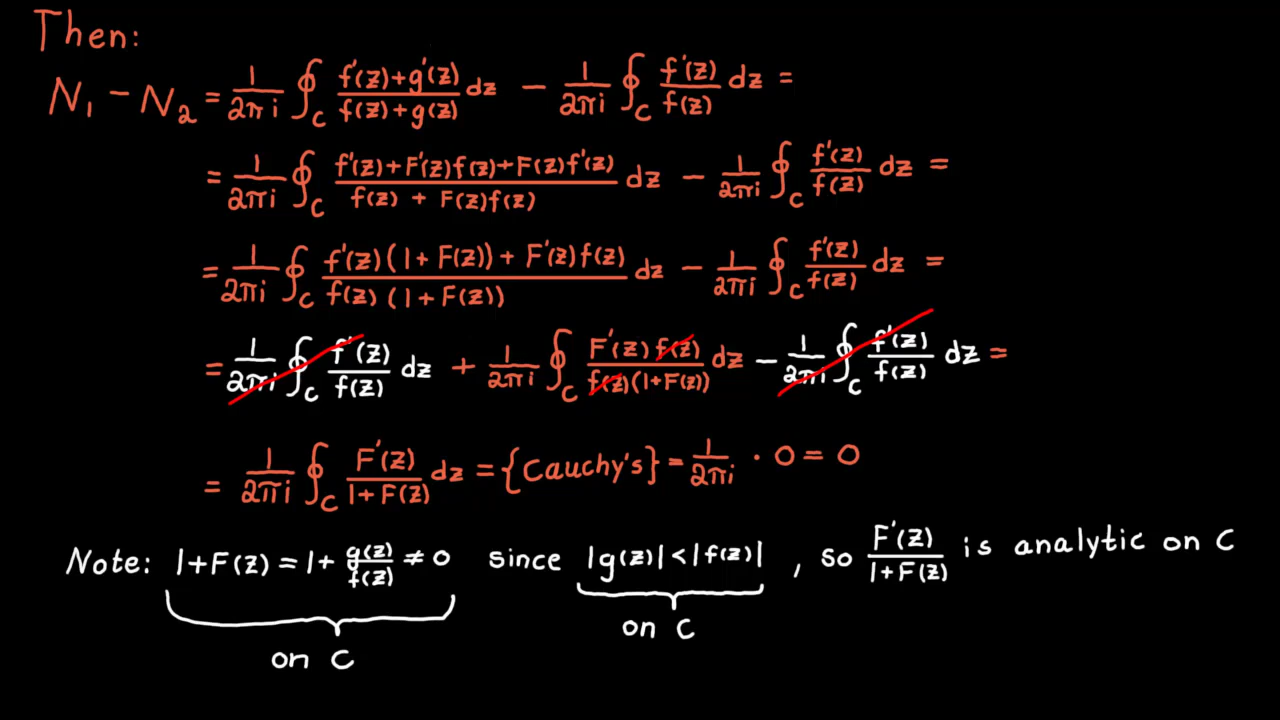 Then:
N₁ - N₂ = 1/(2πi) ∮_C (f'(z)+g'(z))/(f(z)+g(z)) dz - 1/(2πi) ∮_C f'(z)/f(z) dz =
= 1/(2πi) ∮_C (f'(z)+F'(z)f(z)+F(z)f'(z))/(f(z) + F(z)f(z)) dz - 1/(2πi) ∮_C f'(z)/f(z) dz =
= 1/(2πi) ∮_C (f'(z)(1+F(z))+F'(z)f(z))/(f(z)(1+F(z))) dz - 1/(2πi) ∮_C f'(z)/f(z) dz =
= 1/(2πi) ∮_C f'(z)/f(z) dz + 1/(2πi) ∮_C F'(z)f(z)/(f(z)(1+F(z))) dz - 1/(2πi) ∮_C f'(z)/f(z) dz =
= 1/(2πi) ∮_C F'(z)/(1+F(z)) dz = {Cauchy's} = 1/(2πi) · 0 = 0
Note: 1+F(z) = 1+ g(z)/f(z) ≠ 0 since |g(z)|<|f(z)| , so F'(z)/(1+F(z)) is analytic on C
on C
on C